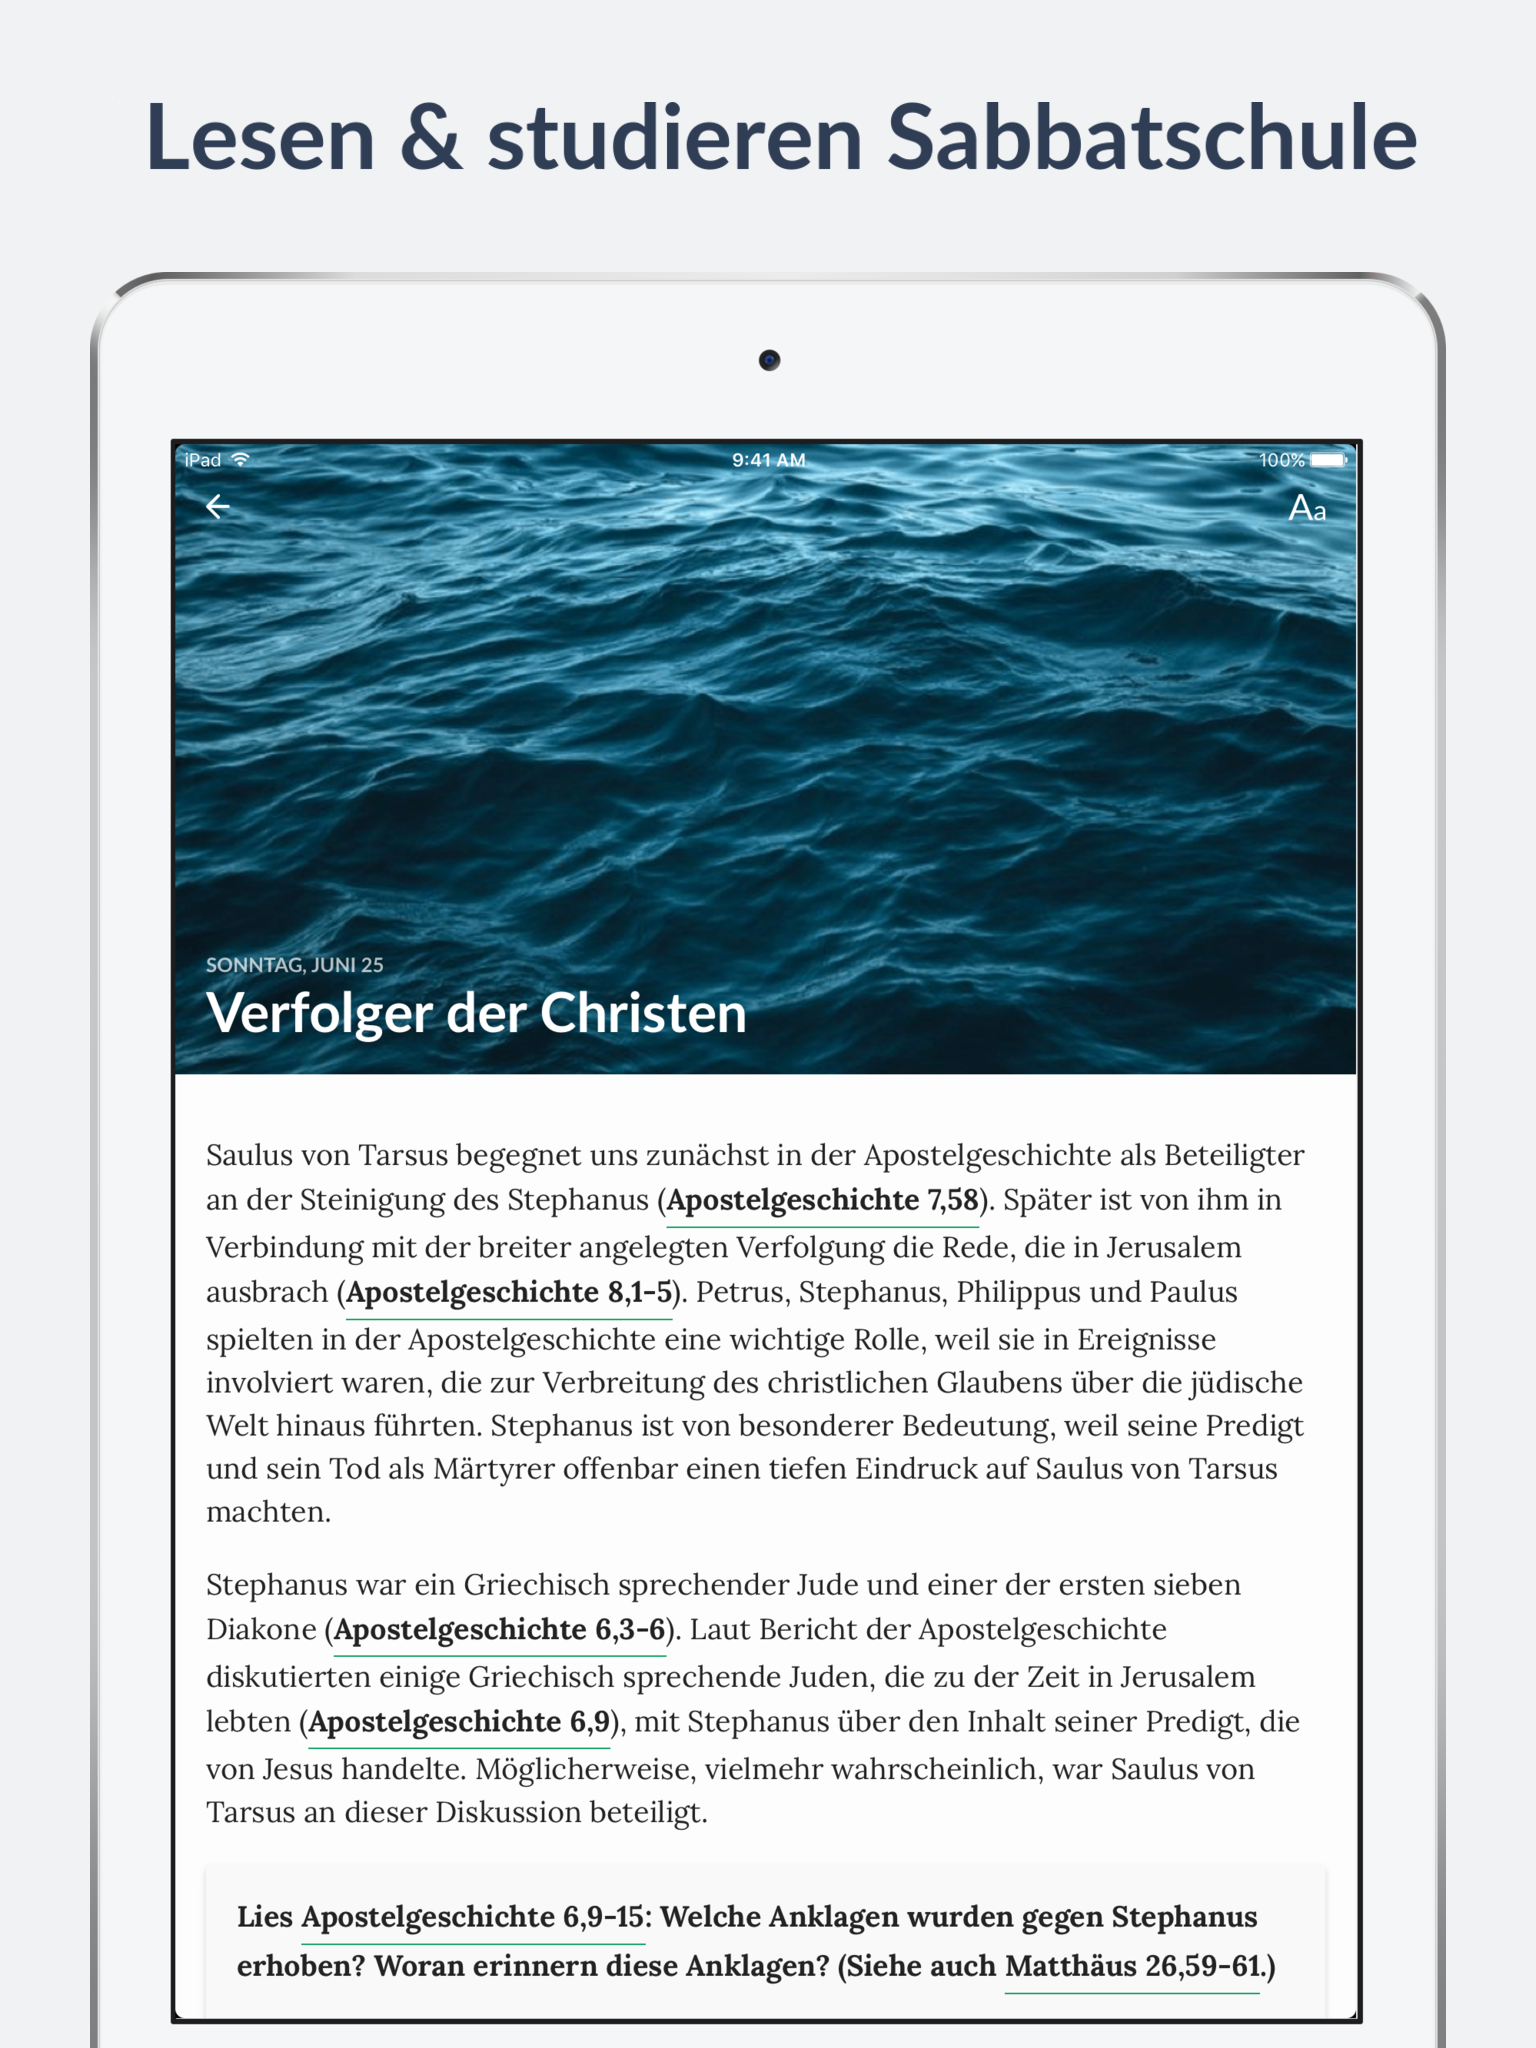 Lesen & studieren Sabbatschule
iPad
9:41 AM
100%
Aa
SONNTAG, JUNI 25
Verfolger der Christen
Saulus von Tarsus begegnet uns zunächst in der Apostelgeschichte als Beteiligter
an der Steinigung des Stephanus (Apostelgeschichte 7,58). Später ist von ihm in
Verbindung mit der breiter angelegten Verfolgung die Rede, die in Jerusalem
ausbrach (Apostelgeschichte 8,1-5). Petrus, Stephanus, Philippus und Paulus
spielten in der Apostelgeschichte eine wichtige Rolle, weil sie in Ereignisse
involviert waren, die zur Verbreitung des christlichen Glaubens über die jüdische
Welt hinaus führten. Stephanus ist von besonderer Bedeutung, weil seine Predigt
und sein Tod als Märtyrer offenbar einen tiefen Eindruck auf Saulus von Tarsus
machten.
Stephanus war ein Griechisch sprechender Jude und einer der ersten sieben
Diakone (Apostelgeschichte 6,3-6). Laut Bericht der Apostelgeschichte
diskutierten einige Griechisch sprechende Juden, die zu der Zeit in Jerusalem
lebten (Apostelgeschichte 6,9), mit Stephanus über den Inhalt seiner Predigt, die
von Jesus handelte. Möglicherweise, vielmehr wahrscheinlich, war Saulus von
Tarsus an dieser Diskussion beteiligt.
Lies Apostelgeschichte 6,9-15: Welche Anklagen wurden gegen Stephanus
erhoben? Woran erinnern diese Anklagen? (Siehe auch Matthäus 26,59-61.)